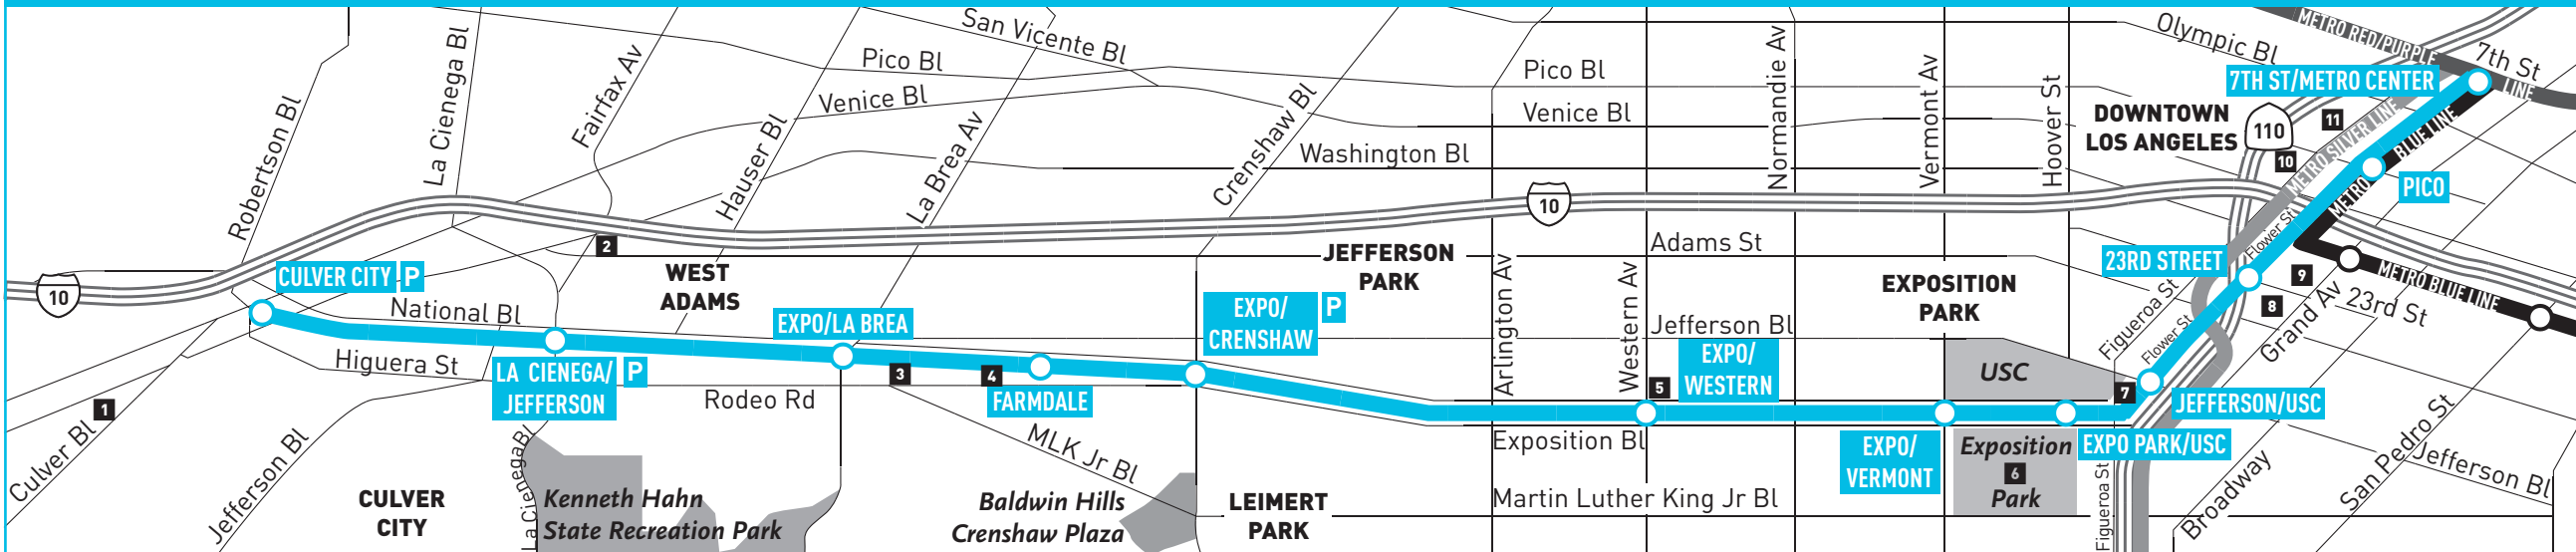 San Vicente Bl
Pico Bl
Venice Bl
Robertson Bl
La Cienega Bl
Fairfax Av
Hauser Bl
La Brea Av
Crenshaw Bl
Pico Bl
Venice Bl
Washington Bl
Normandie Av
Vermont Av
Hoover St
Olympic Bl
METRO RED/PURPLE
LINE
7th St
7TH ST/METRO CENTER
DOWNTOWN
LOS ANGELES
110
11
10
METRO SILVER LINE
METRO
BLUE LINE
PICO
10
10
2
WEST
ADAMS
JEFFERSON
PARK
Adams St
EXPOSITION
PARK
23RD STREET
Flower St
9
8
METRO BLUE LINE
23rd St
Grand Av
Figueroa St
Flower St
CULVER CITY
P
National Bl
Higuera St
LA CIENEGA/
JEFFERSON
P
EXPO/LA BREA
Rodeo Rd
3
4
FARMDALE
EXPO/
CRENSHAW
P
Arlington Av
Western Av
Jefferson Bl
EXPO/
WESTERN
5
USC
7
JEFFERSON/USC
EXPO PARK/USC
EXPO/
VERMONT
Exposition
6
Park
Exposition Bl
Martin Luther King Jr Bl
1
Culver Bl
Jefferson Bl
CULVER
CITY
La Cienega Bl
Kenneth Hahn
State Recreation Park
MLK Jr Bl
Baldwin Hills
Crenshaw Plaza
LEIMERT
PARK
Figueroa St
Broadway
San Pedro St
Jefferson Bl